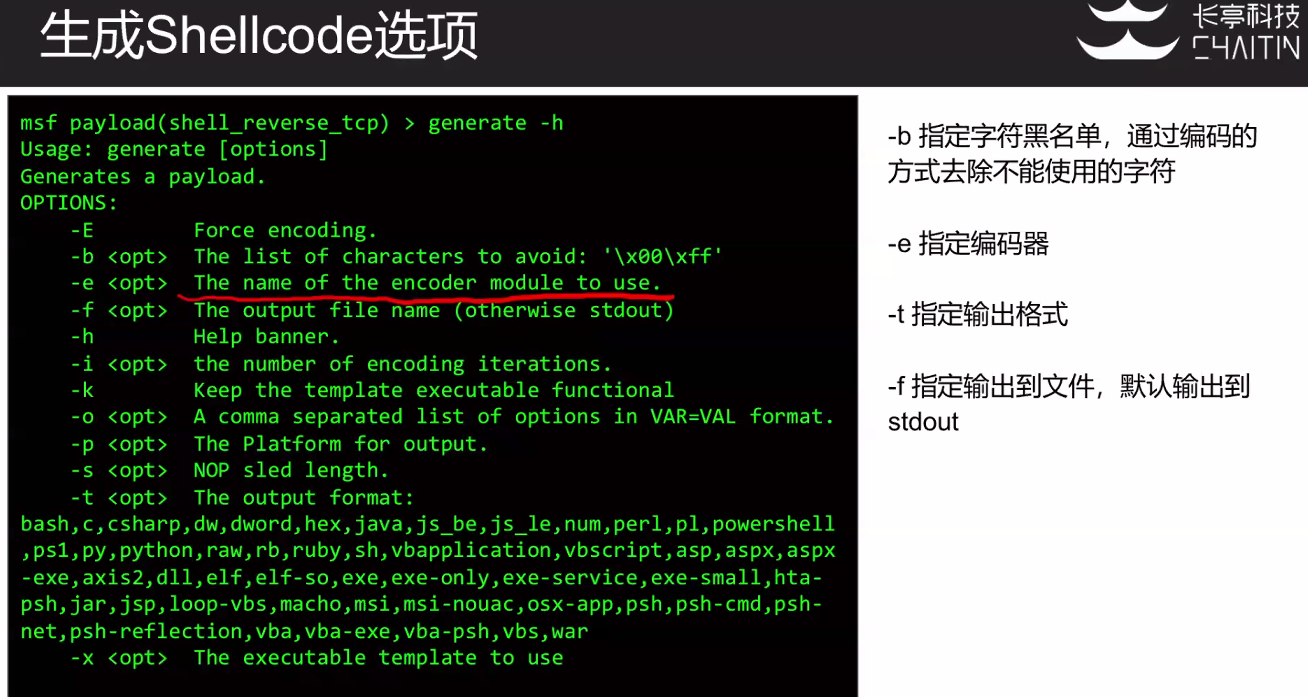 生成Shellcode选项
长亭科技
CHAITIN
msf payload(shell_reverse_tcp) > generate -h
Usage: generate [options]
Generates a payload.
OPTIONS:
-E Force encoding.
-b <opt> The list of characters to avoid: '\x00\xff'
-e <opt> The name of the encoder module to use.
-f <opt> The output file name (otherwise stdout)
-h Help banner.
-i <opt> the number of encoding iterations.
-k Keep the template executable functional
-o <opt> A comma separated list of options in VAR=VAL format.
-p <opt> The Platform for output.
-s <opt> NOP sled length.
-t <opt> The output format:
bash,c,csharp,dw,dword,hex,java,js_be,js_le,num,perl,pl,powershell
,ps1,py,python,raw,rb,ruby,sh,vbapplication,vbscript,asp,aspx,aspx
-exe,axis2,dll,elf,elf-so,exe,exe-only,exe-service,exe-small,hta-
psh,jar,jsp,loop-vbs,macho,msi,msi-nouac,osx-app,psh,psh-cmd,psh-
net,psh-reflection,vba,vba-exe,vba-psh,vbs,war
-x <opt> The executable template to use
-b 指定字符黑名单，通过编码的
方式去除不能使用的字符
-e 指定编码器
-t 指定输出格式
-f 指定输出到文件，默认输出到
stdout